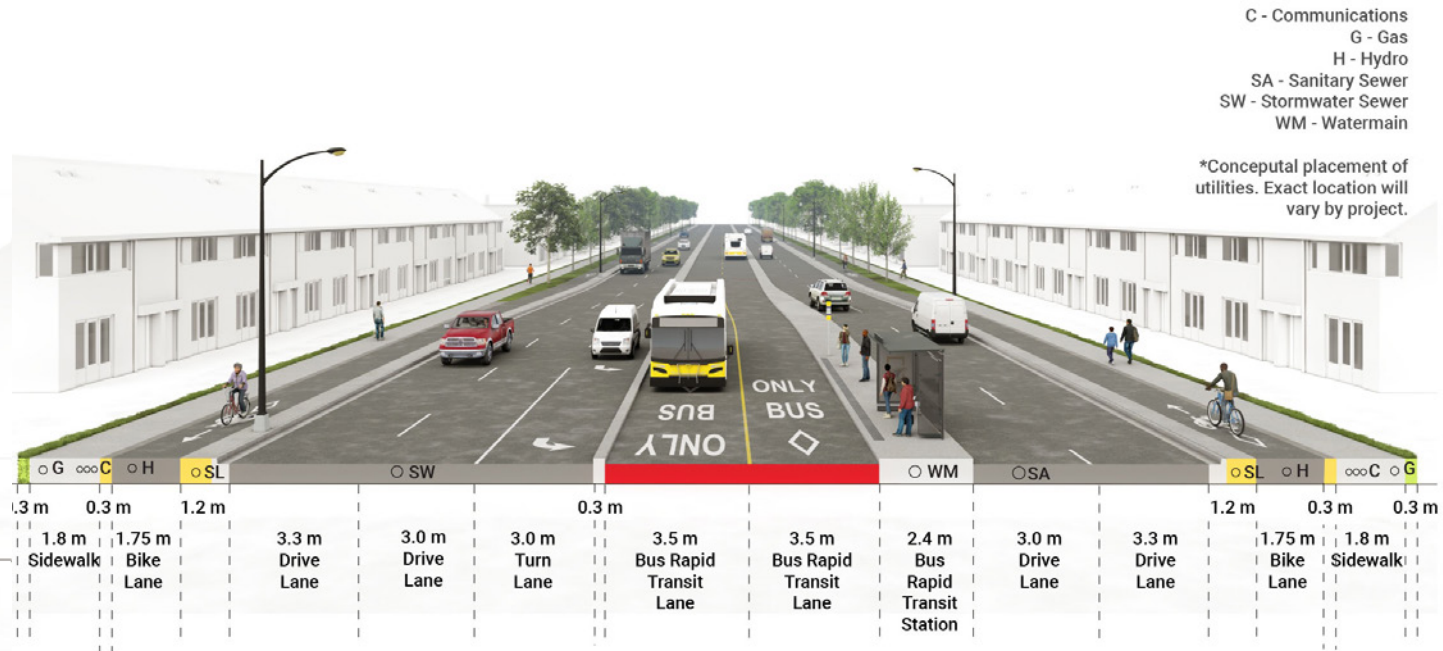 C - Communications
G - Gas
H - Hydro
SA - Sanitary Sewer
SW - Stormwater Sewer
WM - Watermain
*Conceputal placement of
utilities. Exact location will
vary by project.
ONLY
BUS
BUS
ONLY
G C H SL SW WM SA SL H C G
.3 m 0.3 m 1.2 m 0.3 m 1.2 m 0.3 m 0.3 m
1.8 m
Sidewalk
1.75 m
Bike
Lane
3.3 m
Drive
Lane
3.0 m
Drive
Lane
3.0 m
Turn
Lane
3.5 m
Bus Rapid
Transit
Lane
3.5 m
Bus Rapid
Transit
Lane
2.4 m
Bus
Rapid
Transit
Station
3.0 m
Drive
Lane
3.3 m
Drive
Lane
1.75 m
Bike
Lane
1.8 m
Sidewalk